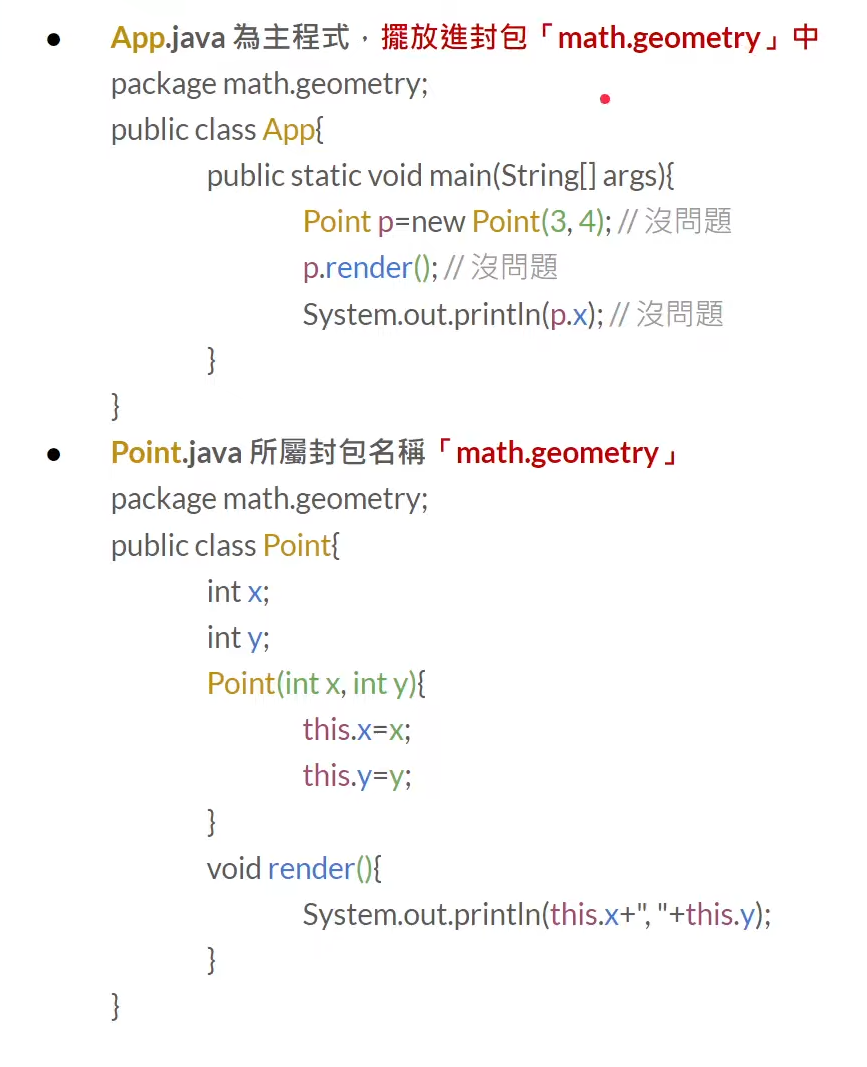 ● App.java 為主程式，擺放進封包「math.geometry」中
package math.geometry;
public class App{
public static void main(String[] args){
Point p=new Point(3, 4); // 沒問題
p.render(); // 沒問題
System.out.println(p.x); // 沒問題
}
}
● Point.java 所屬封包名稱「math.geometry」
package math.geometry;
public class Point{
int x;
int y;
Point(int x, int y){
this.x=x;
this.y=y;
}
void render(){
System.out.println(this.x+", "+this.y);
}
}